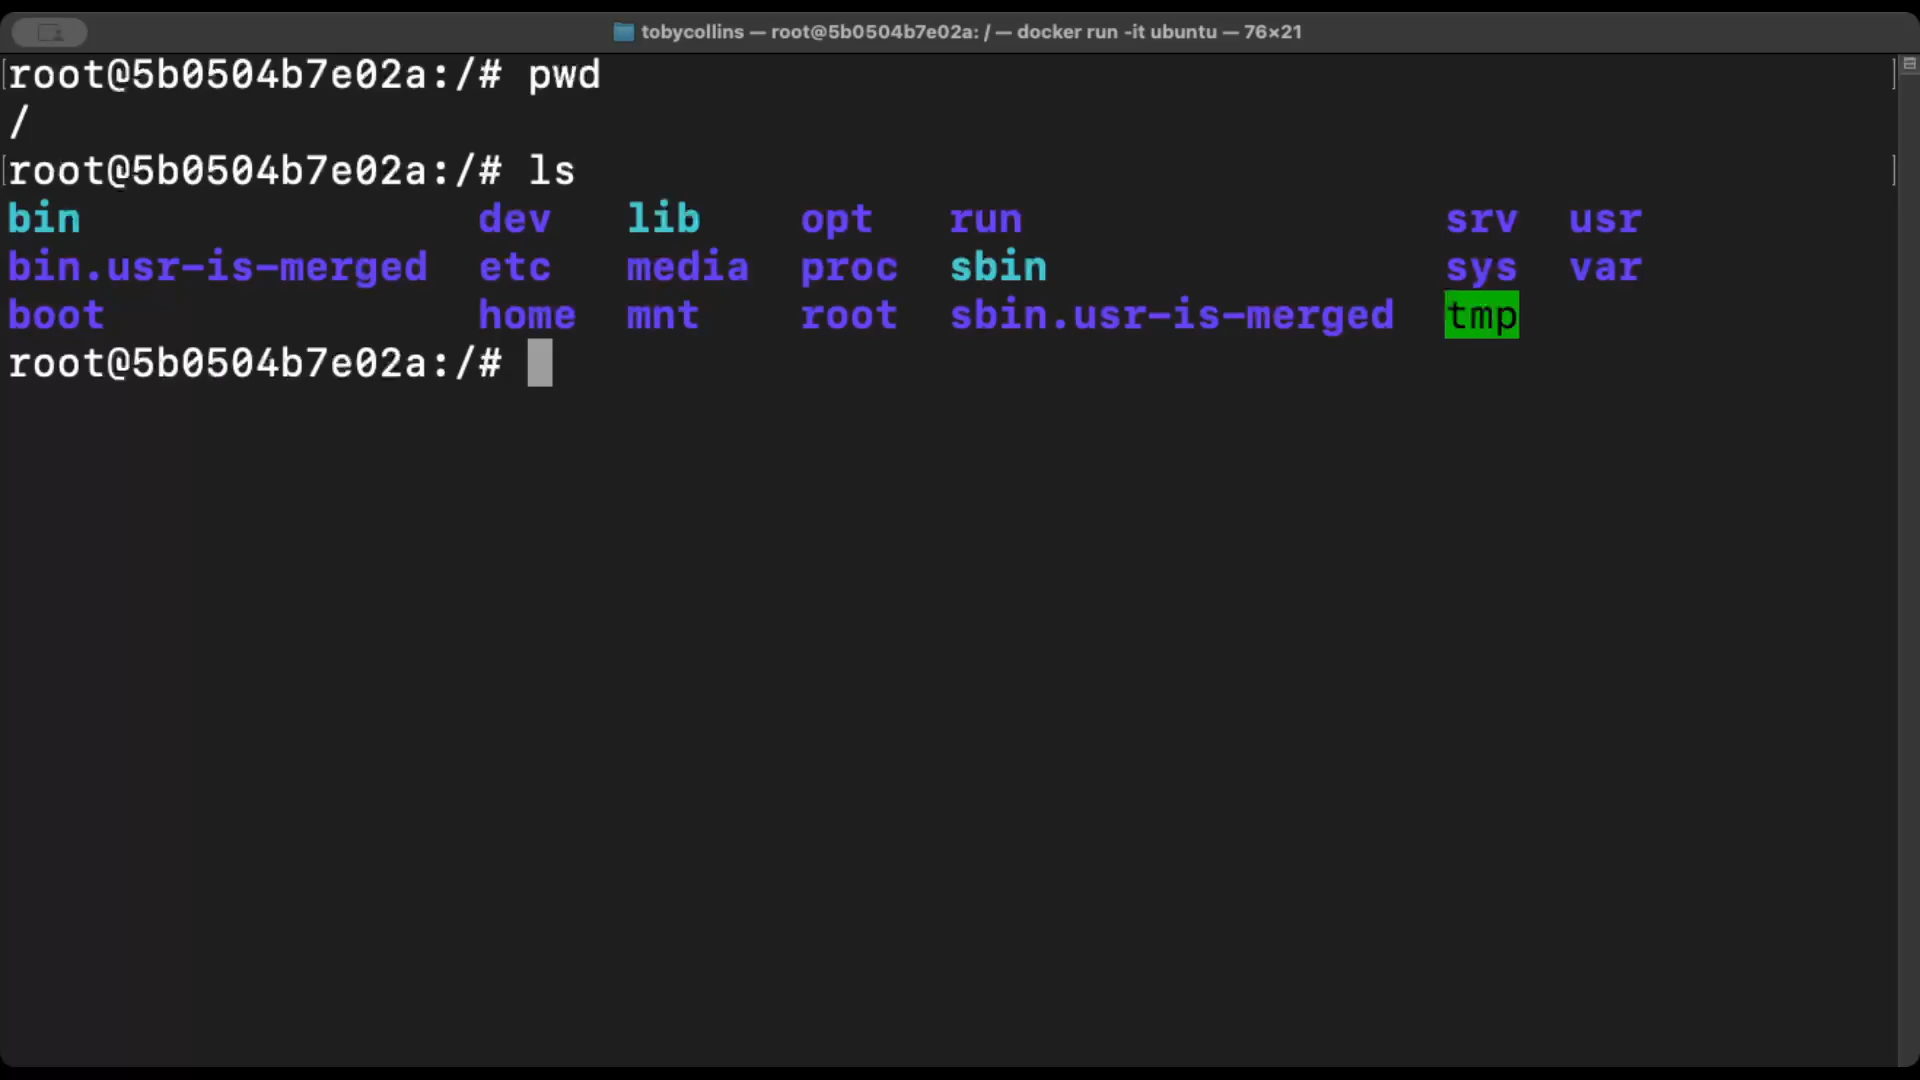 tobycollins — root@5b0504b7e02a: / — docker run -it ubuntu — 76×21
root@5b0504b7e02a:/# pwd
/
root@5b0504b7e02a:/# ls
bin dev lib opt run srv usr
bin.usr-is-merged etc media proc sbin sys var
boot home mnt root sbin.usr-is-merged tmp
root@5b0504b7e02a:/#